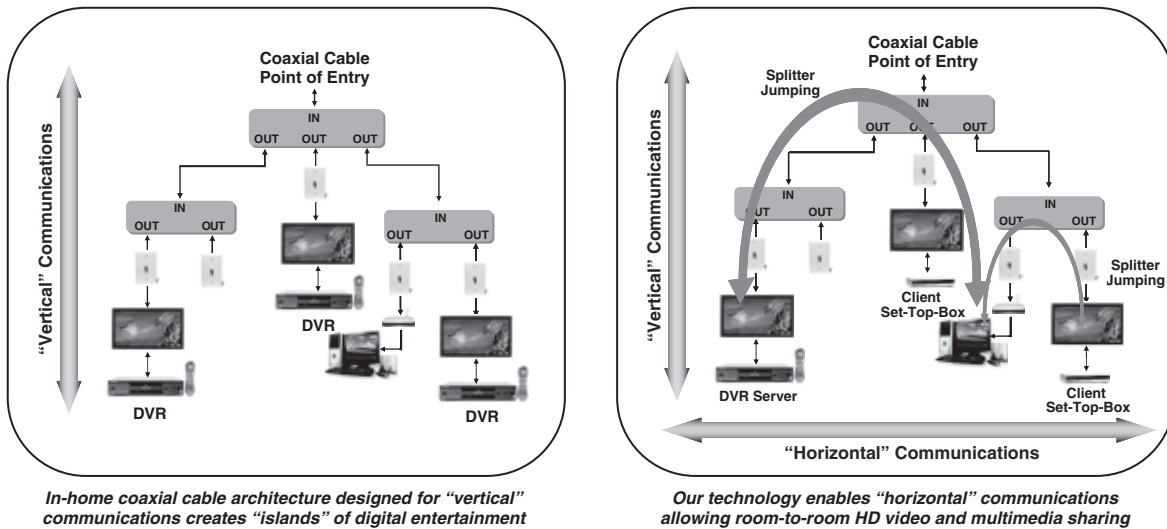 Coaxial Cable
Point of Entry
IN
OUT OUT OUT
"Vertical" Communications
IN
OUT OUT
IN
OUT OUT
DVR
DVR
DVR
In-home coaxial cable architecture designed for “vertical”
communications creates “islands” of digital entertainment
Coaxial Cable
Point of Entry
Splitter
Jumping
IN
OUT OUT OUT
“Vertical” Communications
IN
OUT OUT
IN
OUT OUT
Splitter
Jumping
Client
Set-Top-Box
DVR Server
Client
Set-Top-Box
“Horizontal” Communications
Our technology enables “horizontal” communications
allowing room-to-room HD video and multimedia sharing